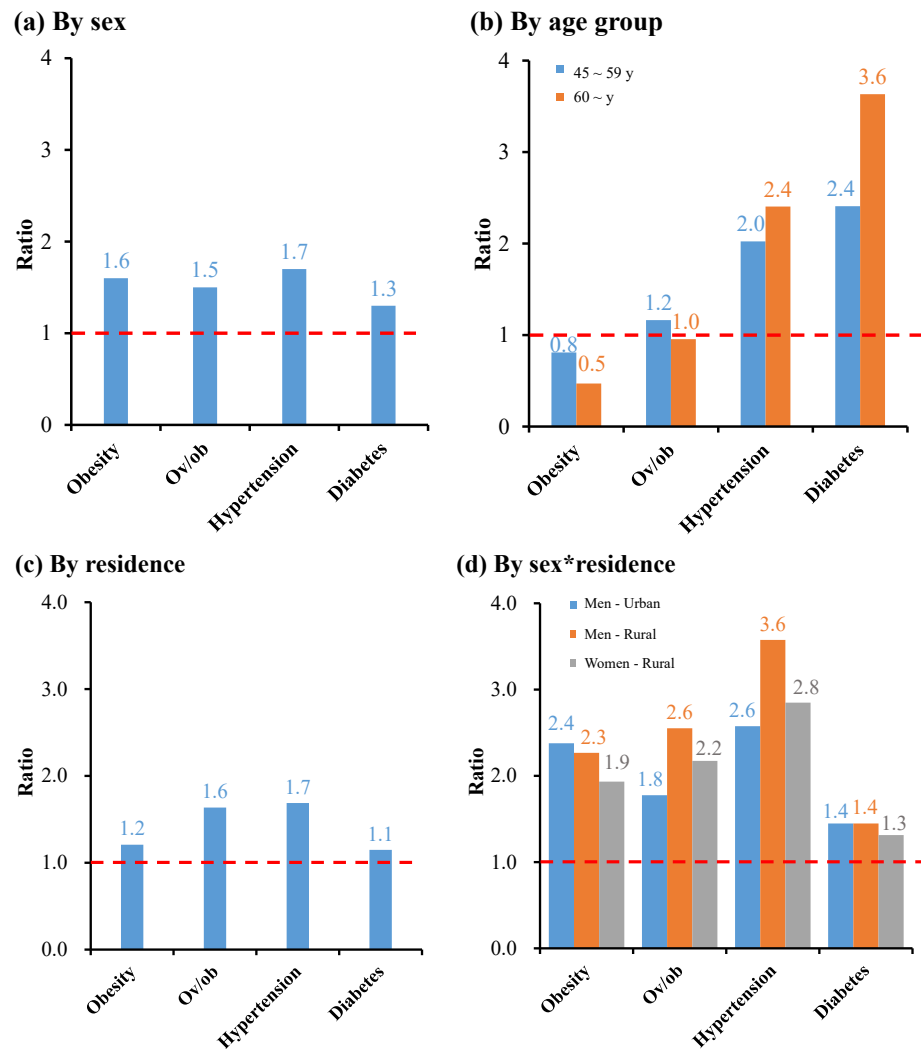 (a) By sex
4
3
2
1
0
Ratio
1.6
1.5
1.7
1.3
Obesity
Ov/ob
Hypertension
Diabetes
(b) By age group
45 ~ 59 y
60 ~ y
4
3
2
1
0
Ratio
0.8
0.5
1.2
1.0
2.0
2.4
2.4
3.6
Obesity
Ov/ob
Hypertension
Diabetes
(c) By residence
4.0
3.0
2.0
1.0
0.0
Ratio
1.2
1.6
1.7
1.1
Obesity
Ov/ob
Hypertension
Diabetes
(d) By sex*residence
Men - Urban
Men - Rural
Women - Rural
4.0
3.0
2.0
1.0
0.0
Ratio
2.4
2.3
1.9
1.8
2.6
2.2
2.6
3.6
2.8
1.4
1.4
1.3
Obesity
Ov/ob
Hypertension
Diabetes